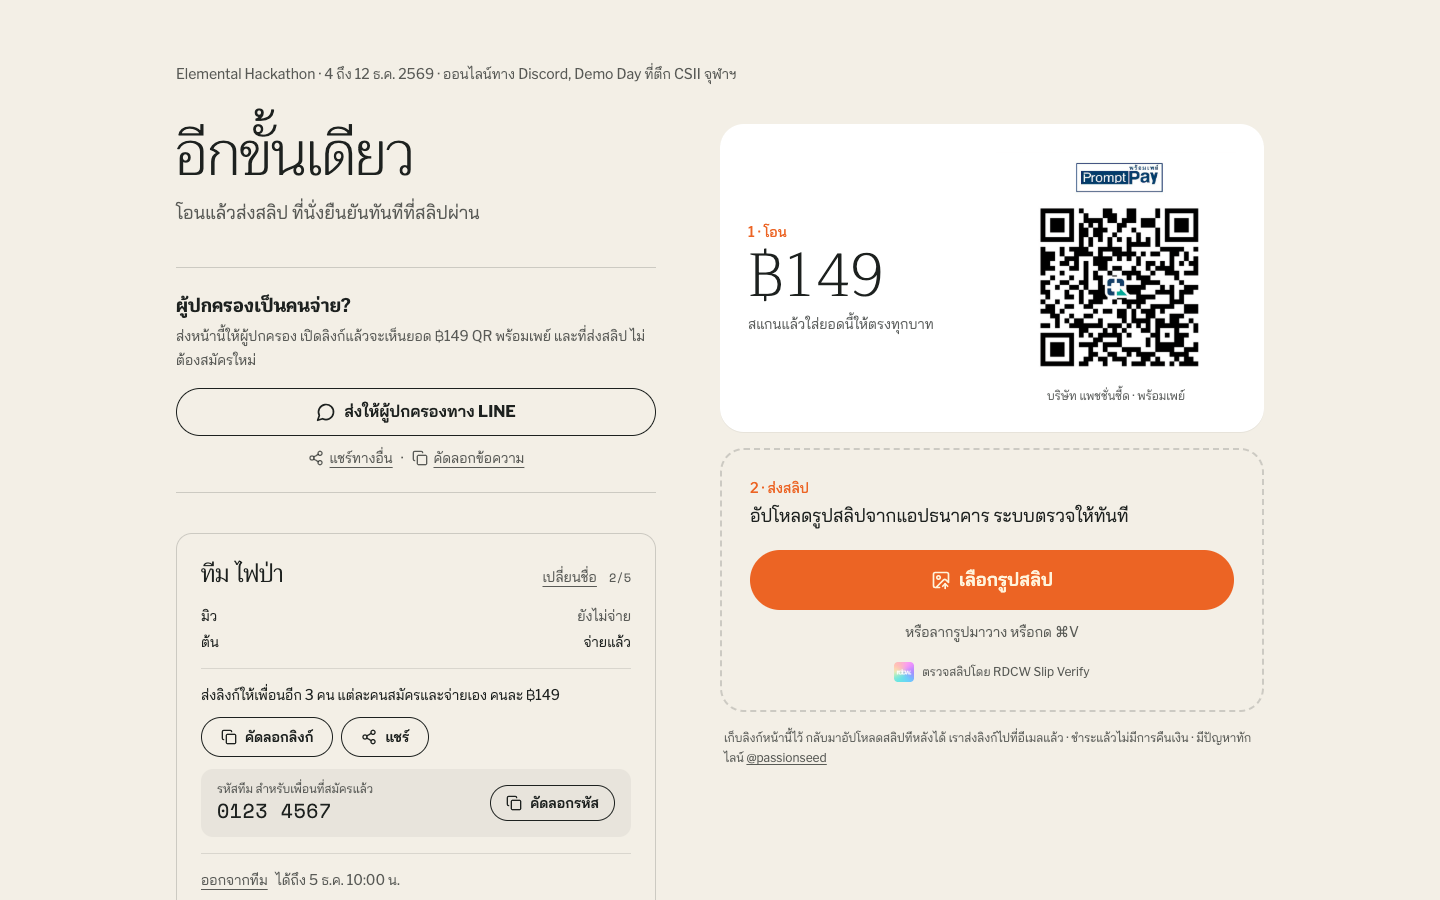 Elemental Hackathon · 4 ถึง 12 ธ.ค. 2569 · ออนไลน์ทาง Discord, Demo Day ที่ตึก CSII จุฬาฯ
อีกขั้นเดียว
โอนแล้วส่งสลิป ที่นั่งยืนยันทันทีที่สลิปผ่าน
ผู้ปกครองเป็นคนจ่าย?
ส่งหน้านี้ให้ผู้ปกครอง เปิดลิงก์แล้วจะเห็นยอด ฿149 QR พร้อมเพย์ และที่ส่งสลิป ไม่
ต้องสมัครใหม่
ส่งให้ผู้ปกครองทาง LINE
แชร์ทางอื่น · คัดลอกข้อความ
ทีม ไฟป่า
เปลี่ยนชื่อ 2/5
มิว ยังไม่จ่าย
ต้น จ่ายแล้ว
ส่งลิงก์ให้เพื่อนอีก 3 คน แต่ละคนสมัครและจ่ายเอง คนละ ฿149
คัดลอกลิงก์ แชร์
รหัสทีม สำหรับเพื่อนที่สมัครแล้ว
0123 4567
คัดลอกรหัส
ออกจากทีม ได้ถึง 5 ธ.ค. 10:00 น.
พร้อมเพย์
PromptPay
1 · โอน
฿149
สแกนแล้วใส่ยอดนี้ให้ตรงทุกบาท
บริษัท แพชชั่นซี้ด · พร้อมเพย์
2 · ส่งสลิป
อัปโหลดรูปสลิปจากแอปธนาคาร ระบบตรวจให้ทันที
เลือกรูปสลิป
หรือลากรูปมาวาง หรือกด ⌘V
ตรวจสลิปโดย RDCW Slip Verify
เก็บลิงก์หน้านี้ไว้ กลับมาอัปโหลดสลิปทีหลังได้ เราส่งลิงก์ไปที่อีเมลแล้ว · ชำระแล้วไม่มีการคืนเงิน · มีปัญหาทัก
ไลน์ @passionseed